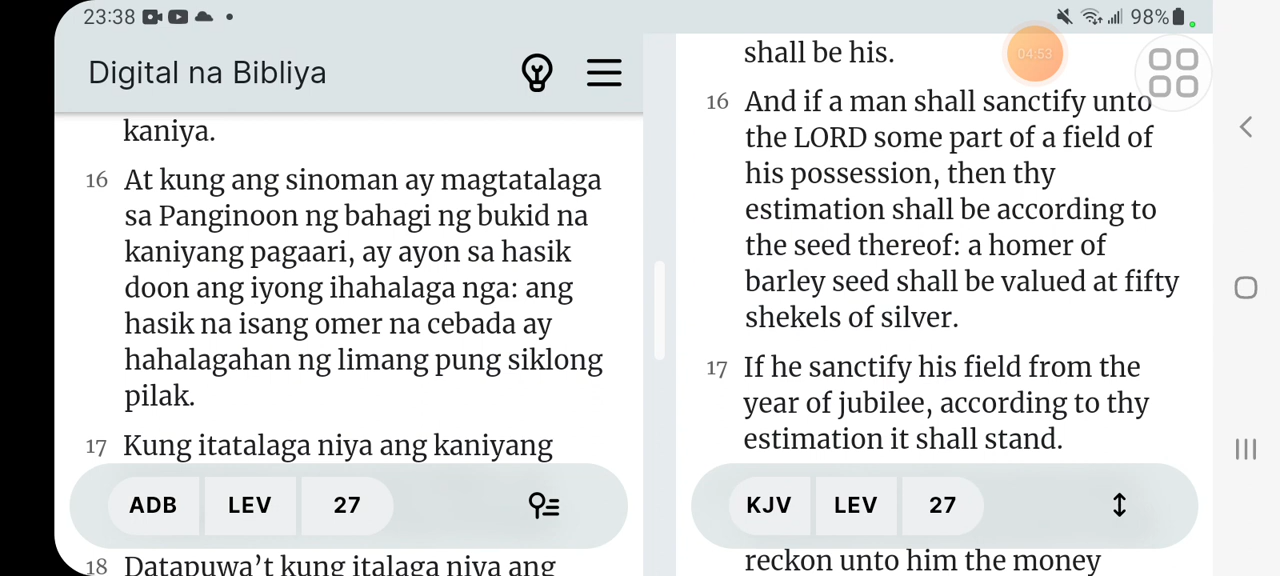 23:38
98%
Digital na Bibliya
kaniya.
16 At kung ang sinoman ay magtatalaga
sa Panginoon ng bahagi ng bukid na
kaniyang pagaari, ay ayon sa hasik
doon ang iyong ihahalaga nga: ang
hasik na isang omer na cebada ay
hahalagahan ng limang pung siklong
pilak.
17 Kung itatalaga niya ang kaniyang
ADB LEV 27
18 Datapuwa’t kung italaga niya ang
shall be his.
04:53
16 And if a man shall sanctify unto
the LORD some part of a field of
his possession, then thy
estimation shall be according to
the seed thereof: a homer of
barley seed shall be valued at fifty
shekels of silver.
17 If he sanctify his field from the
year of jubilee, according to thy
estimation it shall stand.
KJV LEV 27
reckon unto him the money